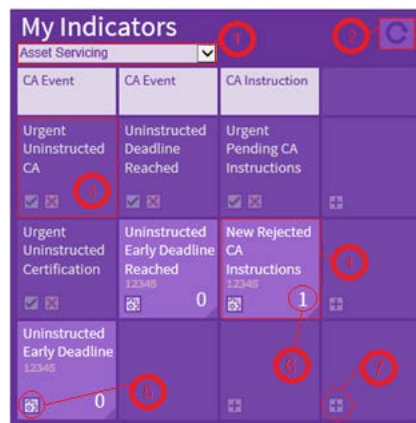 My Indicators
Asset Servicing
1
2
CA Event
CA Event
CA Instruction
Urgent
Uninstructed
CA
3
Uninstructed
Deadline
Reached
Urgent
Pending CA
Instructions
Urgent
Uninstructed
Certification
Uninstructed
Early Deadline
Reached
12345
0
New Rejected
CA
Instructions
12345
1
4
Uninstructed
Early Deadline
12345
0
5
6
7